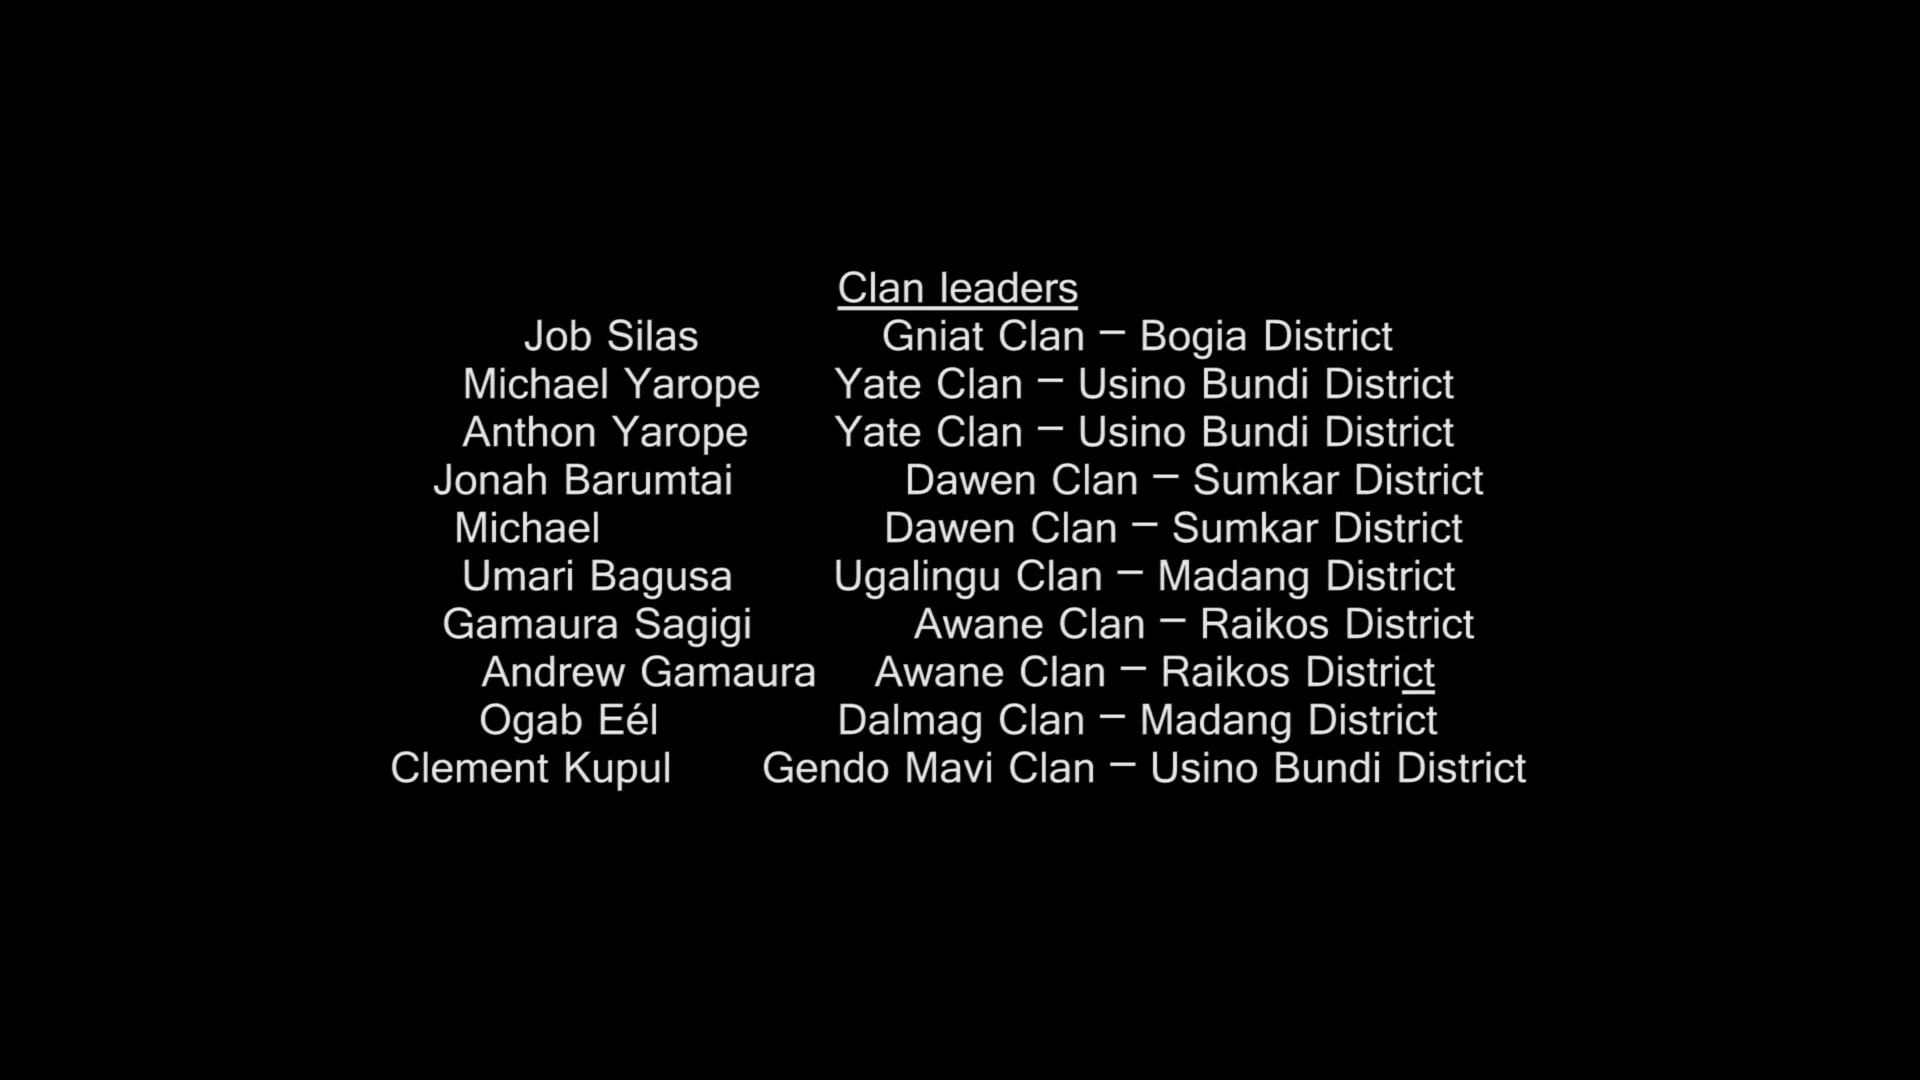 Clan leaders
Job Silas Gniat Clan – Bogia District
Michael Yarope Yate Clan – Usino Bundi District
Anthon Yarope Yate Clan – Usino Bundi District
Jonah Barumtai Dawen Clan – Sumkar District
Michael Dawen Clan – Sumkar District
Umari Bagusa Ugalingu Clan – Madang District
Gamaura Sagigi Awane Clan – Raikos District
Andrew Gamaura Awane Clan – Raikos District
Ogab Eél Dalmag Clan – Madang District
Clement Kupul Gendo Mavi Clan – Usino Bundi District